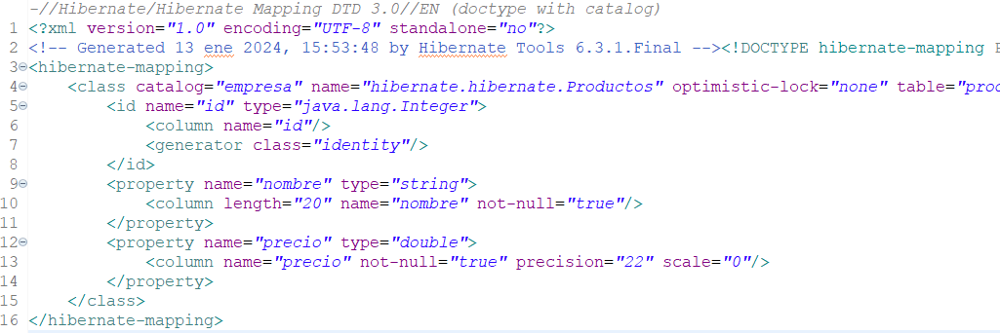 -//Hibernate/Hibernate Mapping DTD 3.0//EN (doctype with catalog)
1 <?xml version="1.0" encoding="UTF-8" standalone="no"?>
2 <!-- Generated 13 ene 2024, 15:53:48 by Hibernate Tools 6.3.1.Final --><!DOCTYPE hibernate-mapping
3 <hibernate-mapping>
4 <class catalog="empresa" name="hibernate.hibernate.Productos" optimistic-lock="none" table="prod
5 <id name="id" type="java.lang.Integer">
6 <column name="id"/>
7 <generator class="identity"/>
8 </id>
9 <property name="nombre" type="string">
10 <column length="20" name="nombre" not-null="true"/>
11 </property>
12 <property name="precio" type="double">
13 <column name="precio" not-null="true" precision="22" scale="0"/>
14 </property>
15 </class>
16 </hibernate-mapping>